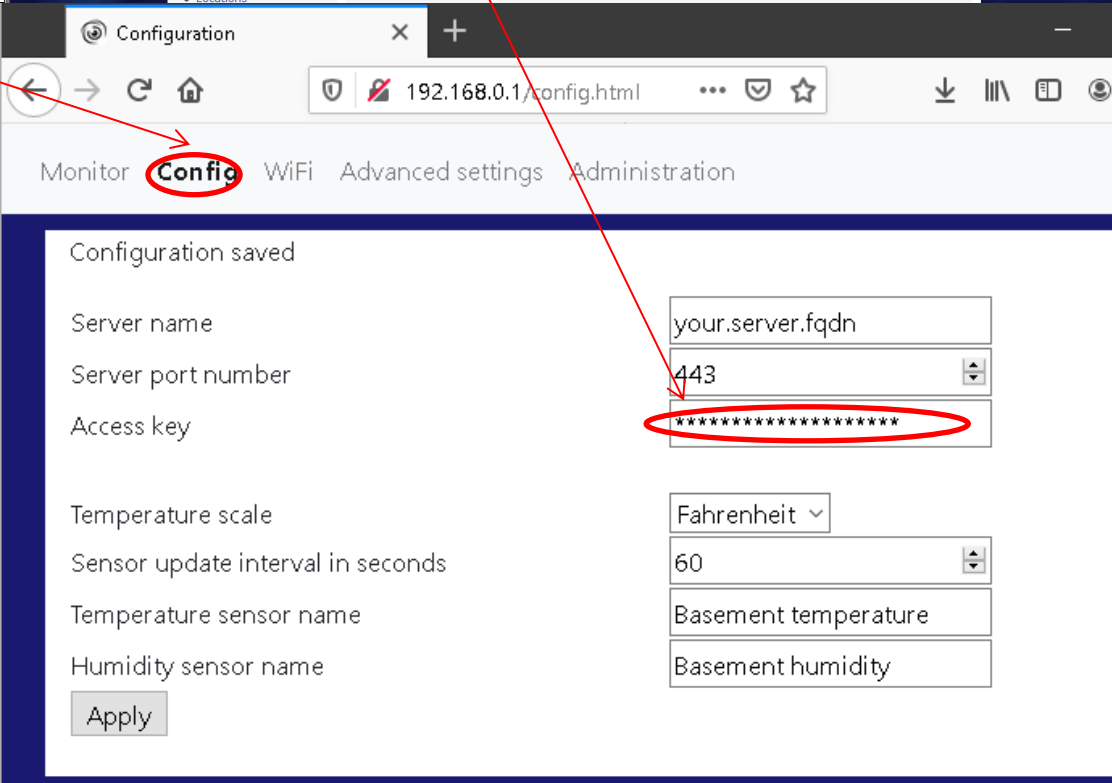 Configuration
192.168.0.1/config.html
Monitor Config WiFi Advanced settings Administration
Configuration saved
Server name your.server.fqdn
Server port number 443
Access key ********************
Temperature scale Fahrenheit
Sensor update interval in seconds 60
Temperature sensor name Basement temperature
Humidity sensor name Basement humidity
Apply